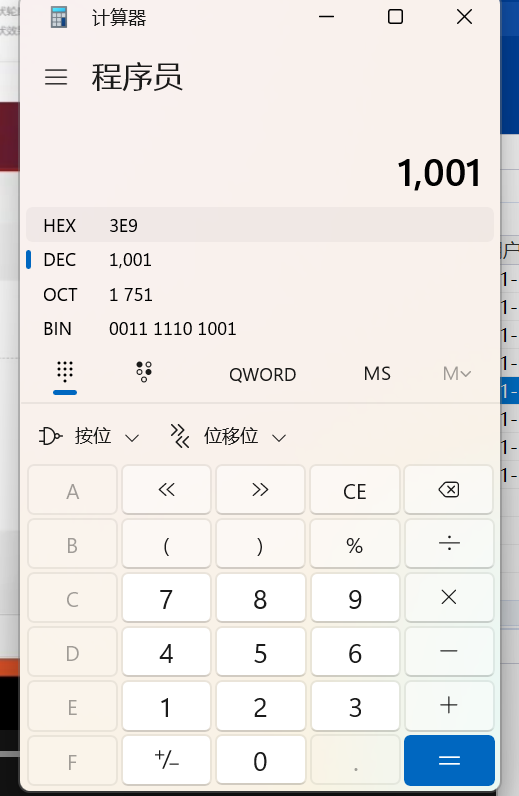 计算器
程序员
1,001
HEX 3E9
DEC 1,001
OCT 1 751
BIN 0011 1110 1001
QWORD MS M
按位 位移位
A « » CE
B ( ) % ÷
C 7 8 9 ×
D 4 5 6 −
E 1 2 3 +
F +/− 0 . =